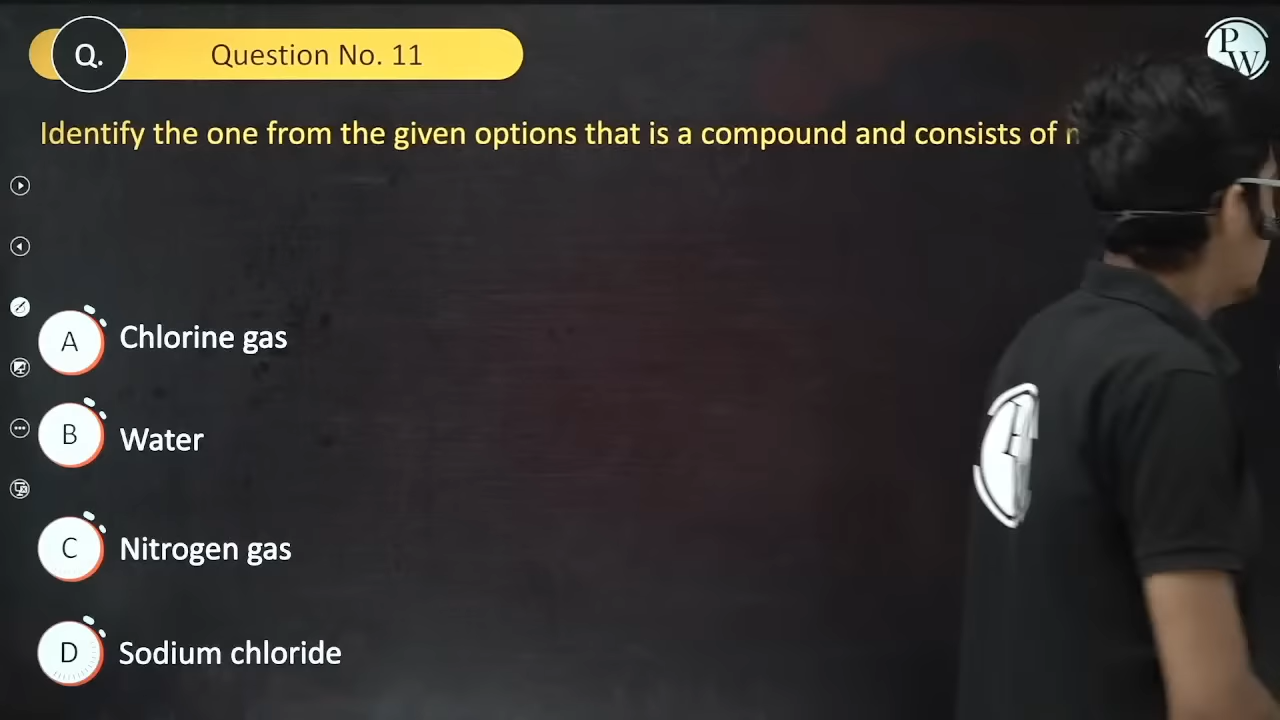 Q.
Question No. 11
PW
Identify the one from the given options that is a compound and consists of
A
Chlorine gas
B
Water
C
Nitrogen gas
D
Sodium chloride